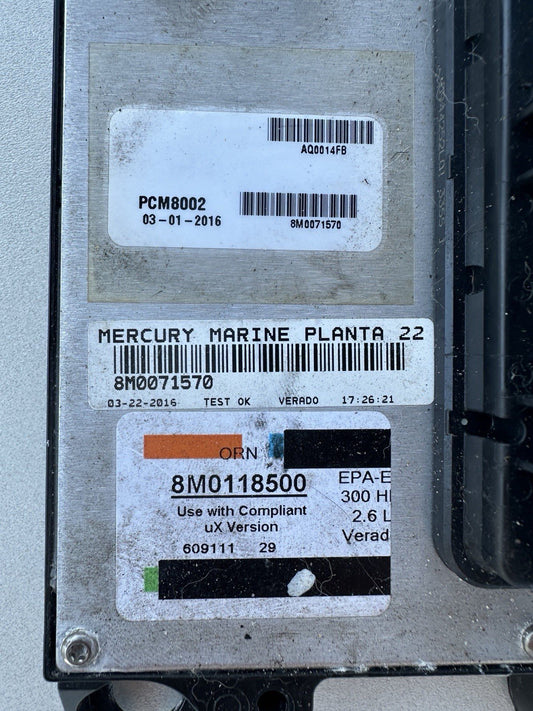 AQ0014FB
PCM8002
03-01-2016
8M0071570
MERCURY MARINE PLANTA 22
8M0071570
03-22-2016 TEST OK VERADO 17:26:21
ORN
8M0118500
Use with Compliant
uX Version
609111 29
EPA-E
300 H
2.6 L
Verad